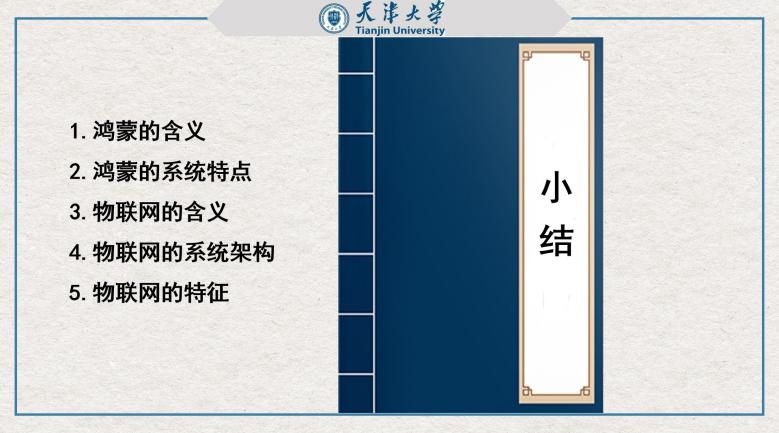 天津大学
Tianjin University
1. 鸿蒙的含义
2. 鸿蒙的系统特点
3. 物联网的含义
4. 物联网的系统架构
5. 物联网的特征
小
结